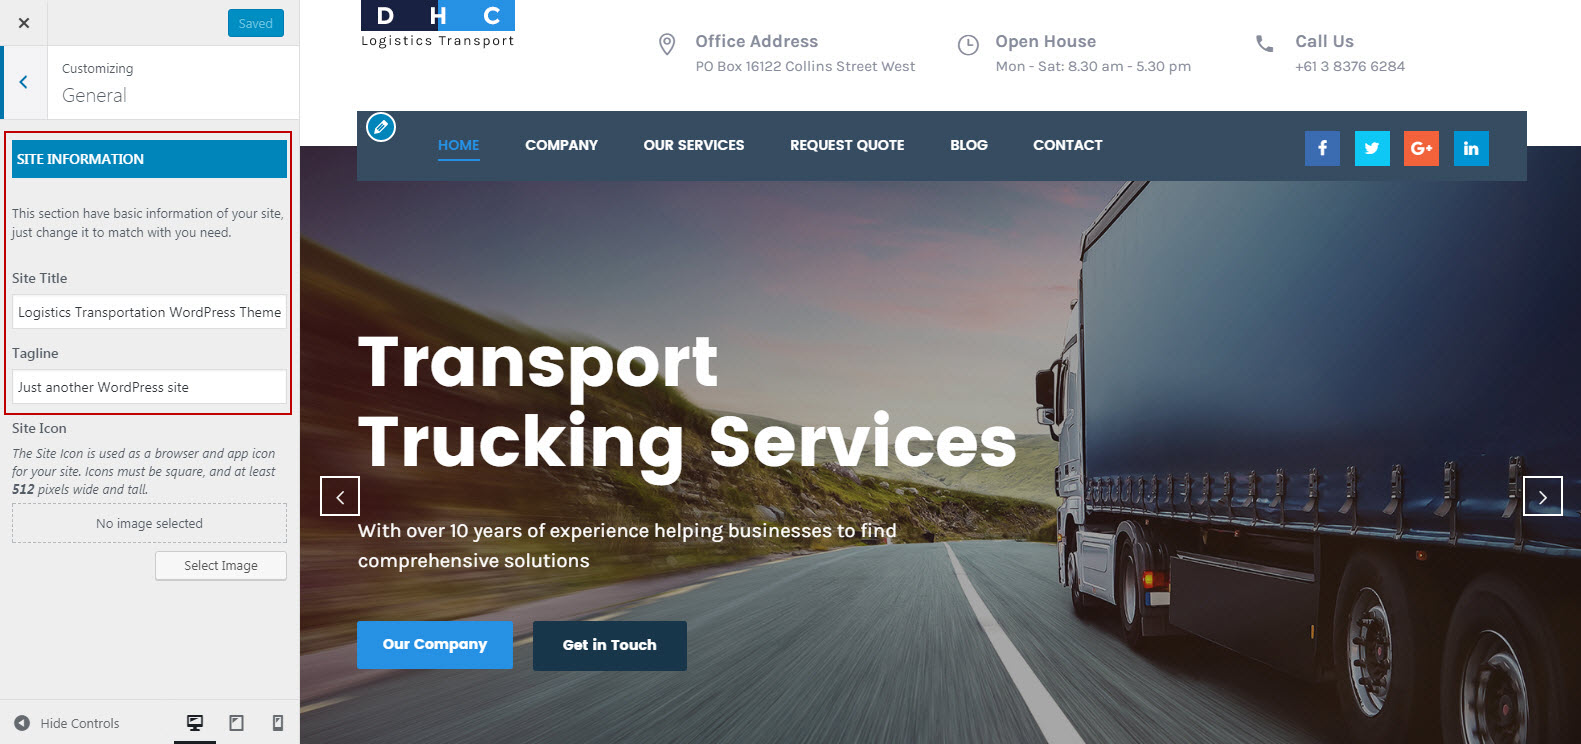 Saved
Customizing
General
SITE INFORMATION
This section have basic information of your site,
just change it to match with you need.
Site Title
Logistics Transportation WordPress Theme
Tagline
Just another WordPress site
Site Icon
The Site Icon is used as a browser and app icon
for your site. Icons must be square, and at least
512 pixels wide and tall.
No image selected
Select Image
Hide Controls
DHC
Logistics Transport
Office Address
PO Box 16122 Collins Street West
Open House
Mon - Sat: 8.30 am - 5.30 pm
Call Us
+61 3 8376 6284
HOME COMPANY OUR SERVICES REQUEST QUOTE BLOG CONTACT
Transport
Trucking Services
With over 10 years of experience helping businesses to find
comprehensive solutions
Our Company Get in Touch